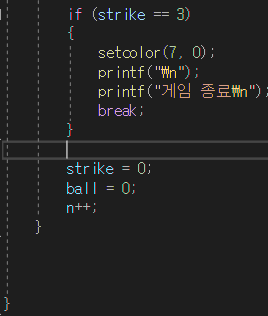 if (strike == 3)
{
setcolor(7, 0);
printf("₩n");
printf("게임 종료₩n");
break;
}
strike = 0;
ball = 0;
n++;
}
}